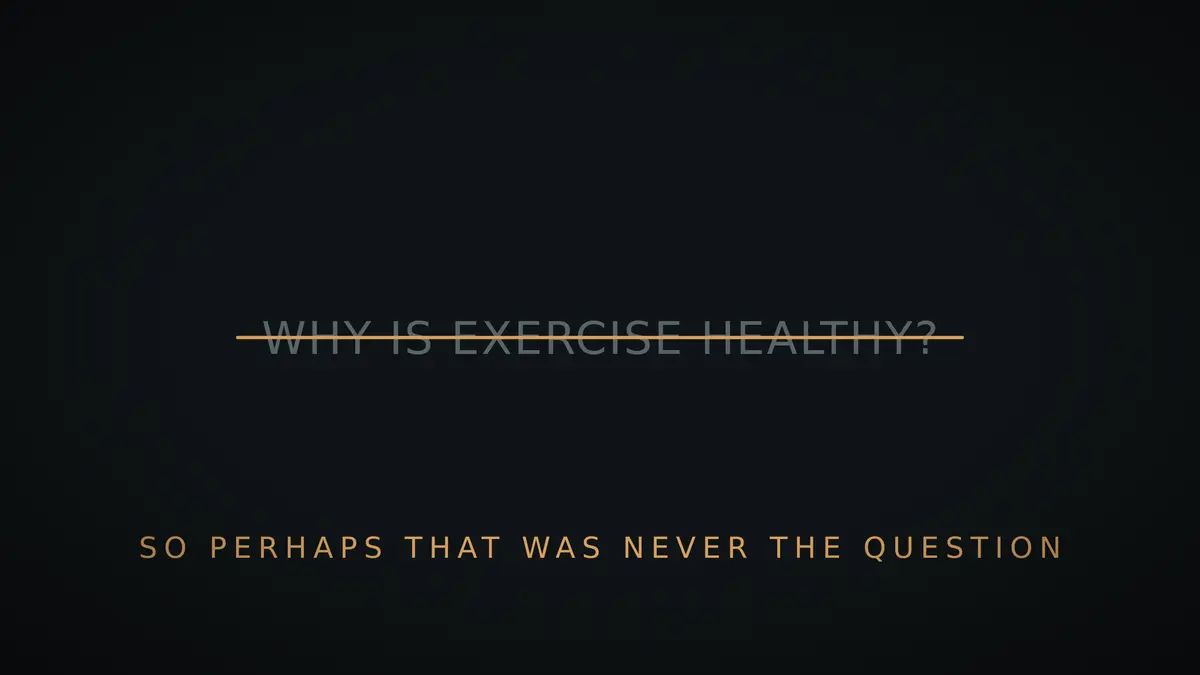 WHY IS EXERCISE HEALTHY?
SO PERHAPS THAT WAS NEVER THE QUESTION